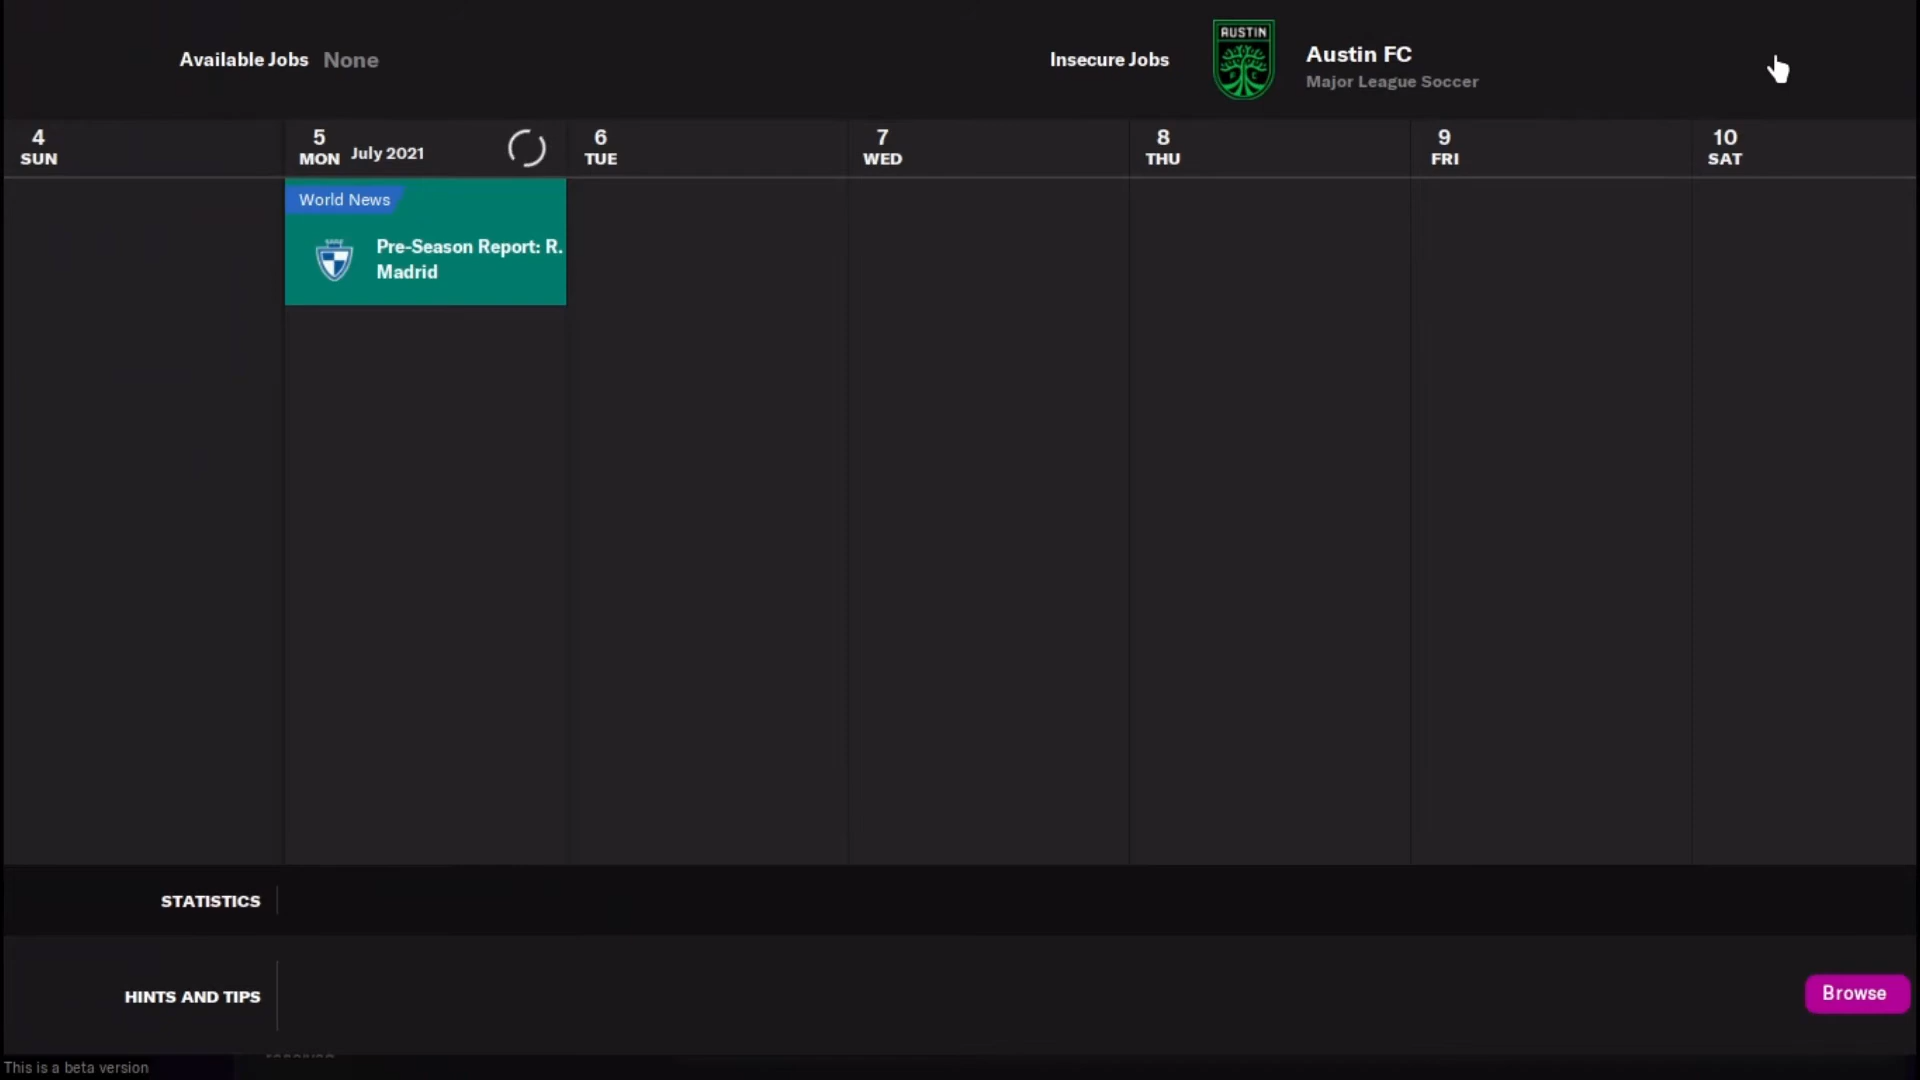 Available Jobs None
Insecure Jobs
AUSTIN
FC
Austin FC
Major League Soccer
4
SUN
5
MON July 2021
6
TUE
7
WED
8
THU
9
FRI
10
SAT
World News
Pre-Season Report: R.
Madrid
STATISTICS
HINTS AND TIPS
Browse
This is a beta version